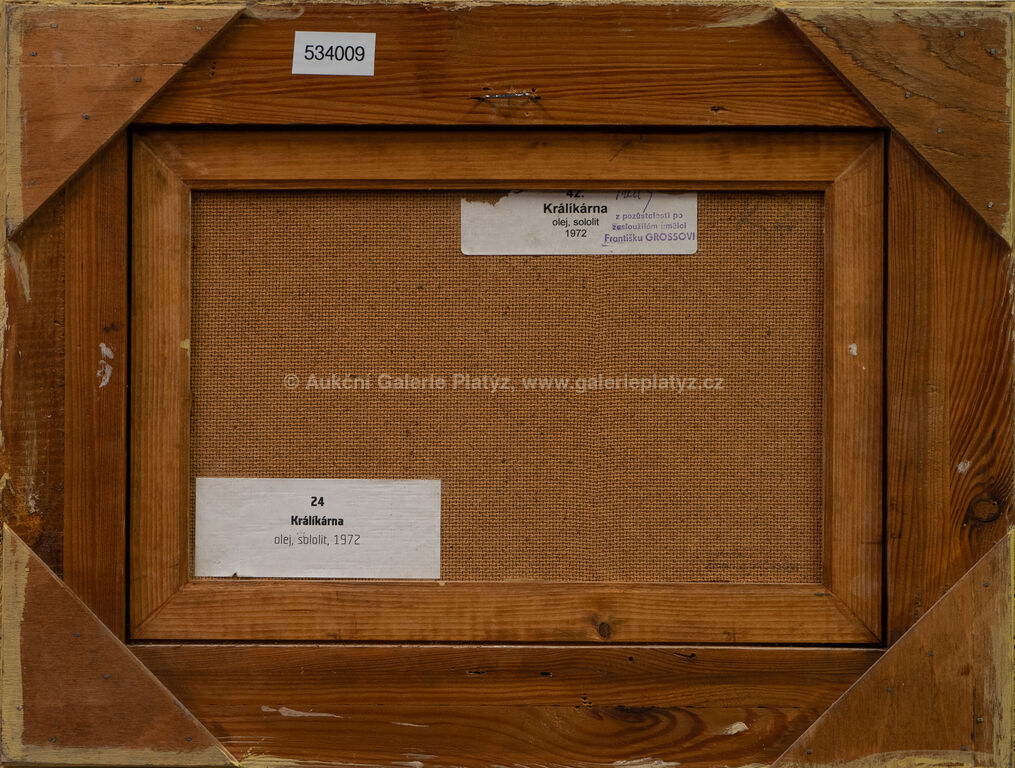 534009
42.
Králíkárna
olej, sololit
1972
z pozůstalosti po
zasloužilém umělci
Františku GROSSOVI
© Aukční Galerie Platýz, www.galerieplatyz.cz
24
Králíkárna
olej, sololit, 1972